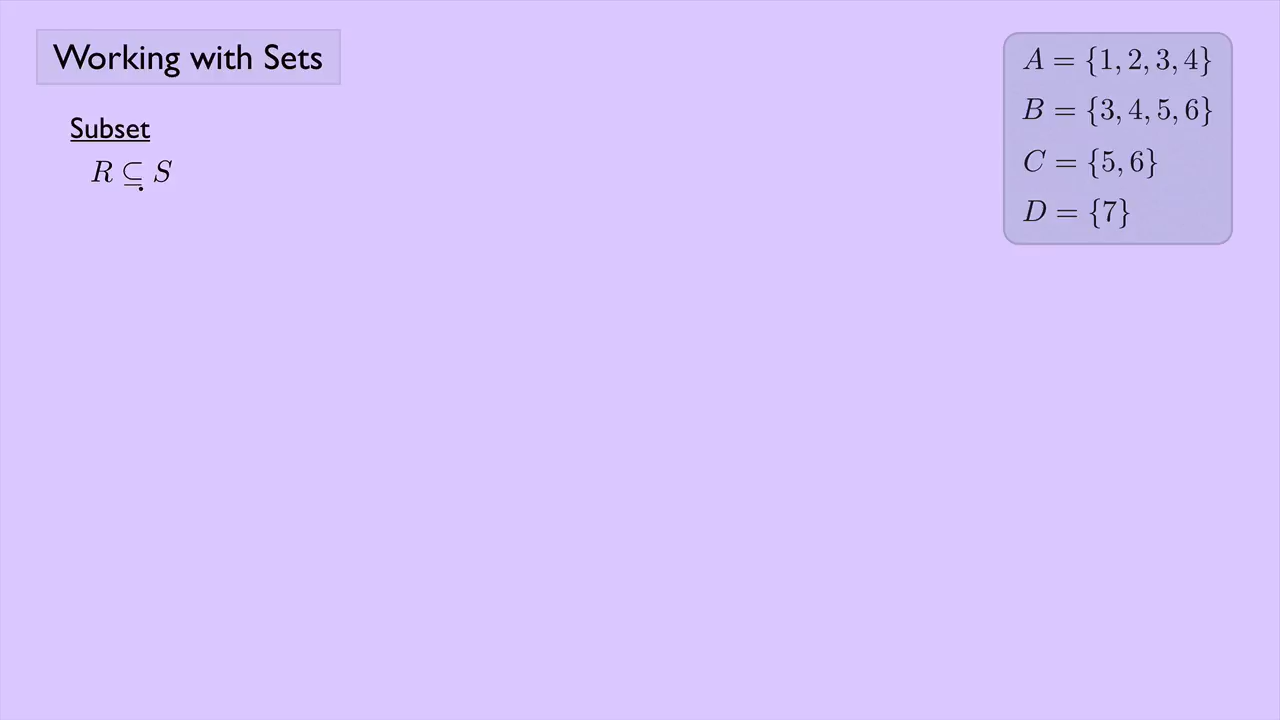 Working with Sets
Subset
R ⊆ S
A = {1, 2, 3, 4}
B = {3, 4, 5, 6}
C = {5, 6}
D = {7}